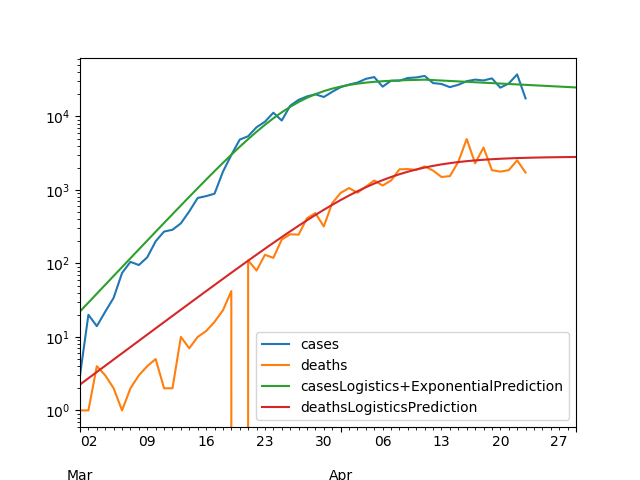 10⁴
10³
10²
10¹
10⁰
cases
deaths
casesLogistics+ExponentialPrediction
deathsLogisticsPrediction
02 09 16 23 30 06 13 20 27
Mar Apr